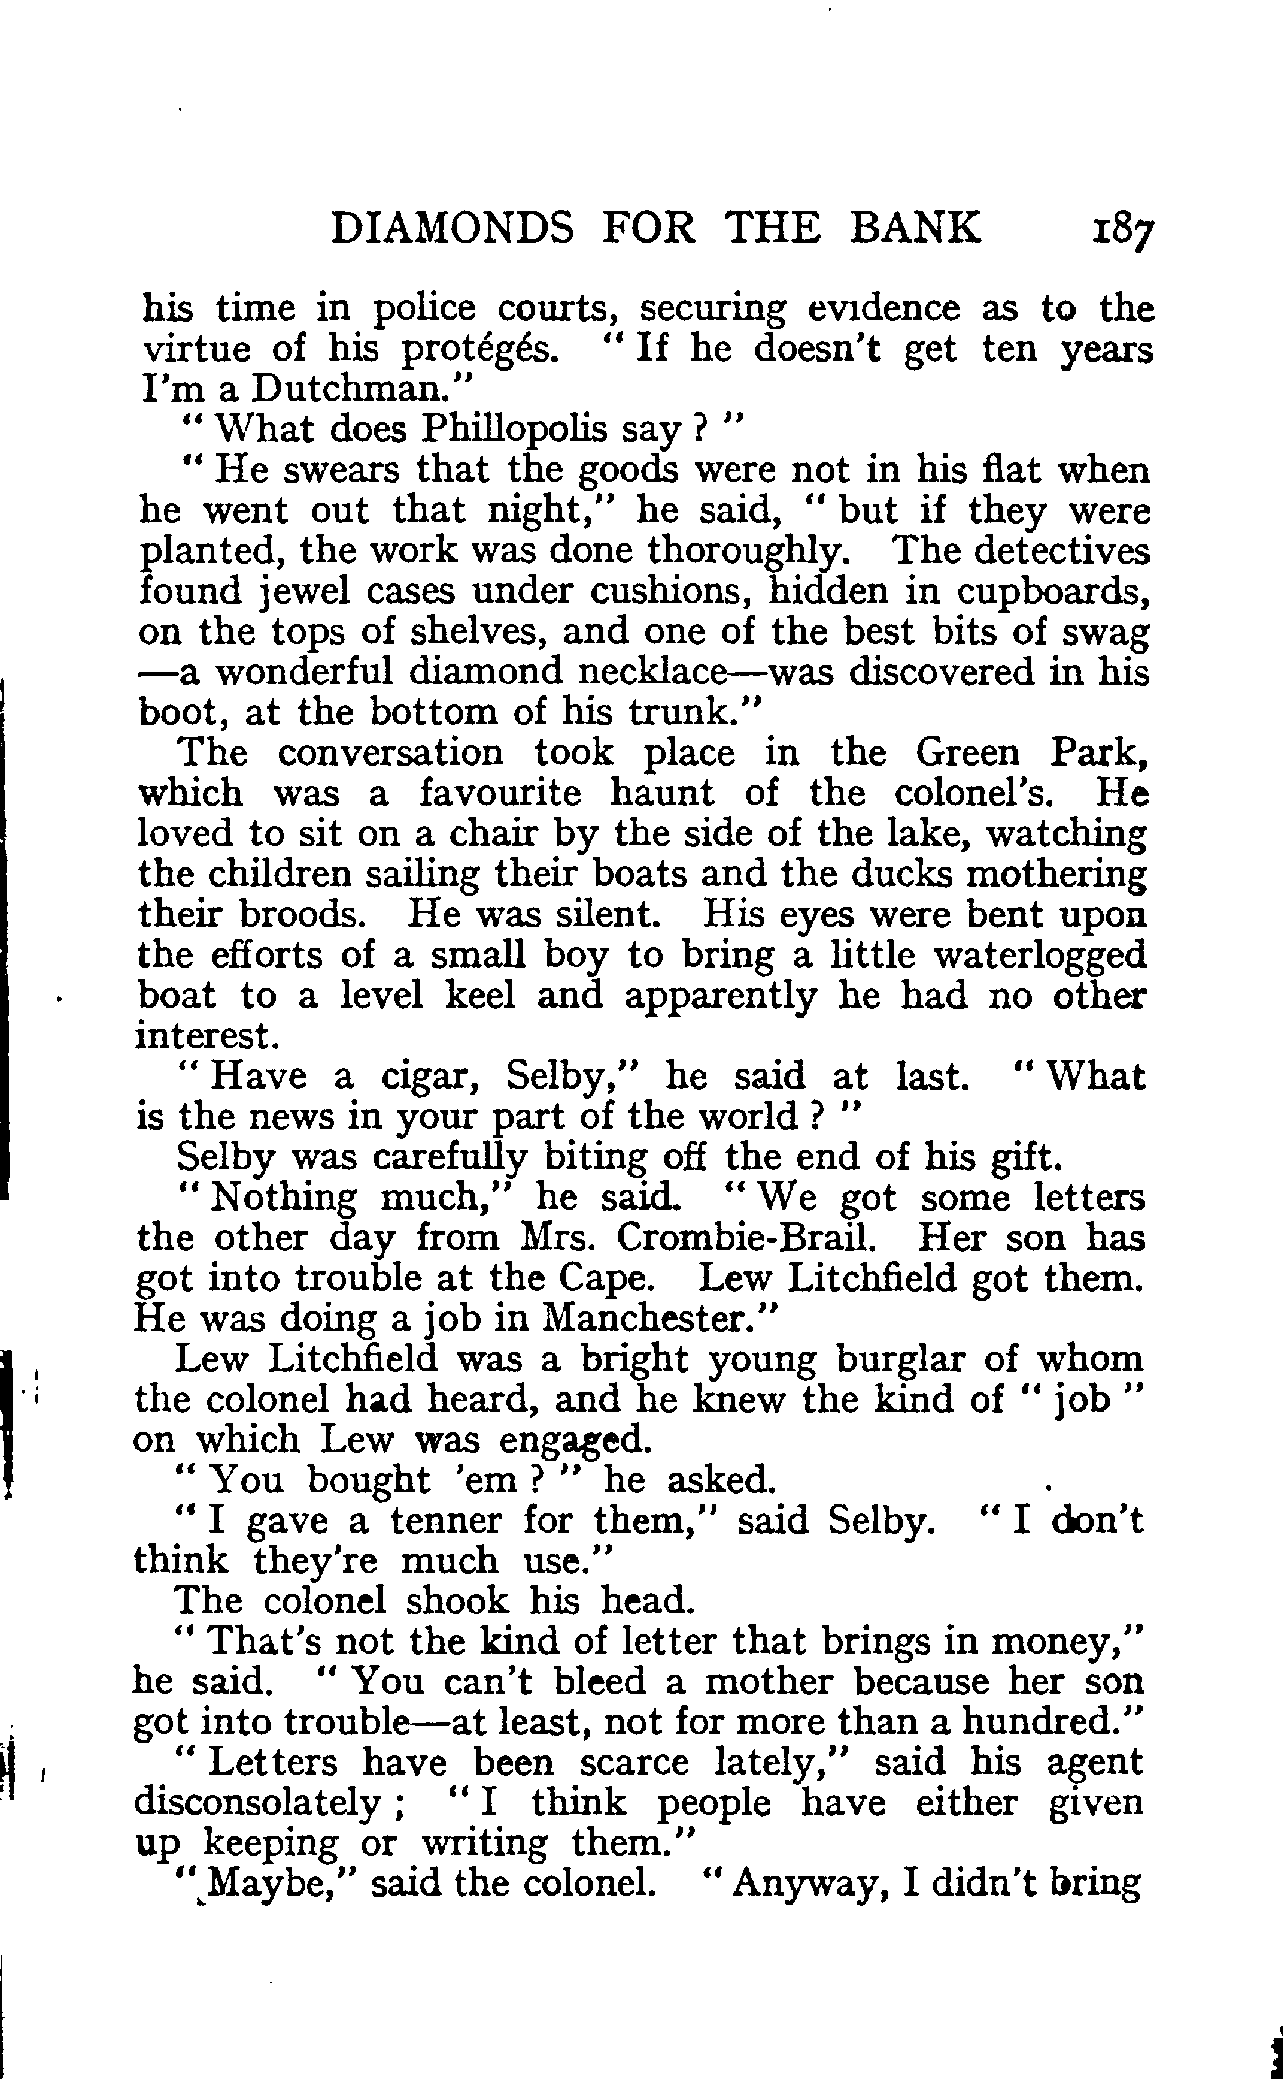 DIAMONDS FOR THE BANK 187
his time in police courts, securing evidence as to the
virtue of his protégés. " If he doesn't get ten years
I'm a Dutchman."
" What does Phillopolis say ? "
" He swears that the goods were not in his flat when
he went out that night," he said, " but if they were
planted, the work was done thoroughly. The detectives
found jewel cases under cushions, hidden in cupboards,
on the tops of shelves, and one of the best bits of swag
—a wonderful diamond necklace—was discovered in his
boot, at the bottom of his trunk."
The conversation took place in the Green Park,
which was a favourite haunt of the colonel's. He
loved to sit on a chair by the side of the lake, watching
the children sailing their boats and the ducks mothering
their broods. He was silent. His eyes were bent upon
the efforts of a small boy to bring a little waterlogged
boat to a level keel and apparently he had no other
interest.
" Have a cigar, Selby," he said at last. " What
is the news in your part of the world ? "
Selby was carefully biting off the end of his gift.
" Nothing much," he said. " We got some letters
the other day from Mrs. Crombie-Brail. Her son has
got into trouble at the Cape. Lew Litchfield got them.
He was doing a job in Manchester."
Lew Litchfield was a bright young burglar of whom
the colonel had heard, and he knew the kind of " job "
on which Lew was engaged.
" You bought 'em ? " he asked.
" I gave a tenner for them," said Selby. " I don't
think they're much use."
The colonel shook his head.
" That's not the kind of letter that brings in money,"
he said. " You can't bleed a mother because her son
got into trouble—at least, not for more than a hundred."
" Letters have been scarce lately," said his agent
disconsolately ; " I think people have either given
up keeping or writing them."
" Maybe," said the colonel. " Anyway, I didn't bring